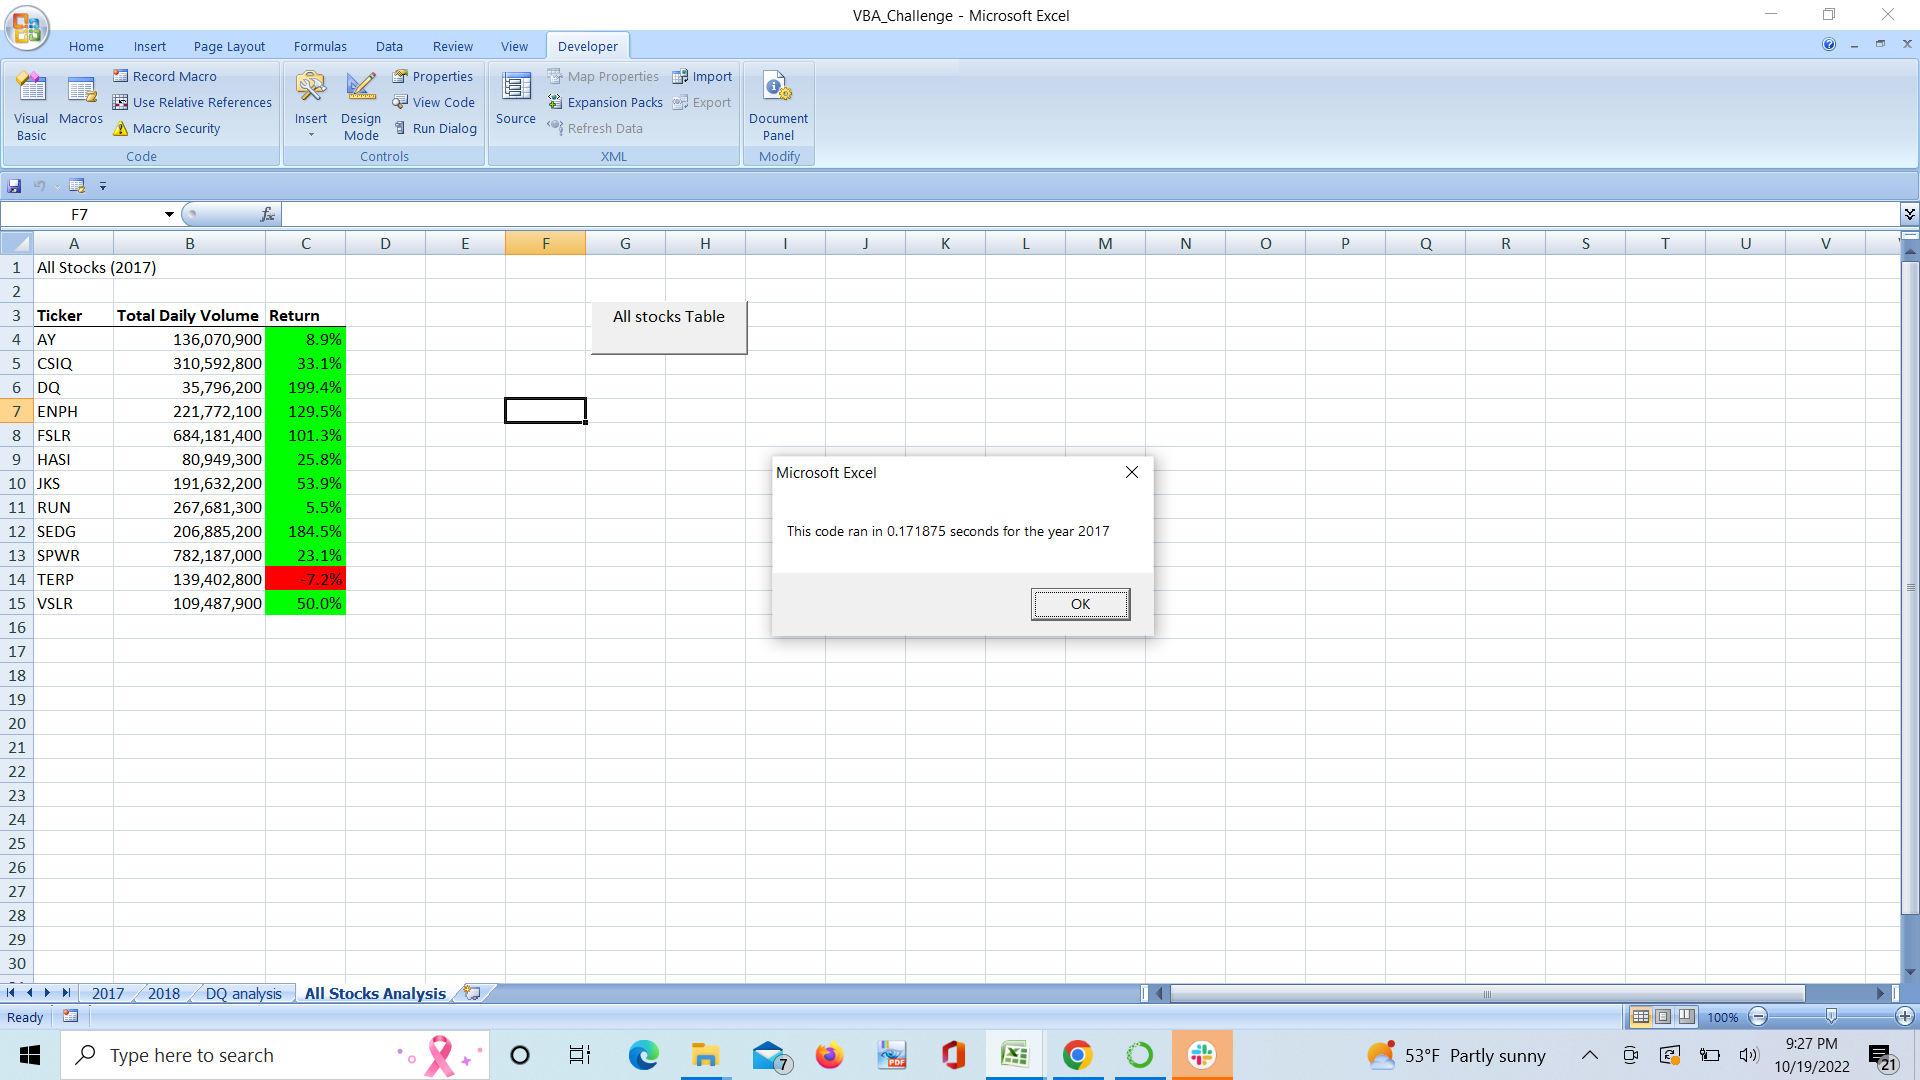 VBA_Challenge - Microsoft Excel
Home Insert Page Layout Formulas Data Review View Developer
Visual Basic
Macros
Record Macro
Use Relative References
Macro Security
Code
Insert
Design Mode
Properties
View Code
Run Dialog
Controls
Source
Map Properties
Expansion Packs
Refresh Data
Import
Export
XML
Document Panel
Modify
F7
fx
A B C D E F G H I J K L M N O P Q R S T U V
1 All Stocks (2017)
2
3 Ticker Total Daily Volume Return
All stocks Table
4 AY 136,070,900 8.9%
5 CSIQ 310,592,800 33.1%
6 DQ 35,796,200 199.4%
7 ENPH 221,772,100 129.5%
8 FSLR 684,181,400 101.3%
9 HASI 80,949,300 25.8%
10 JKS 191,632,200 53.9%
11 RUN 267,681,300 5.5%
12 SEDG 206,885,200 184.5%
13 SPWR 782,187,000 23.1%
14 TERP 139,402,800 -7.2%
15 VSLR 109,487,900 50.0%
16
17
18
19
20
21
22
23
24
25
26
27
28
29
30
Microsoft Excel
This code ran in 0.171875 seconds for the year 2017
OK
2017 2018 DQ analysis All Stocks Analysis
Ready
100%
Type here to search
7
PDF
53°F Partly sunny
9:27 PM
10/19/2022
21